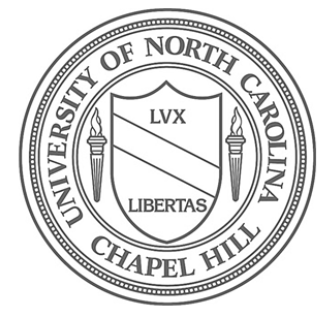 UNIVERSITY OF NORTH CAROLINA
LVX
LIBERTAS
CHAPEL HILL